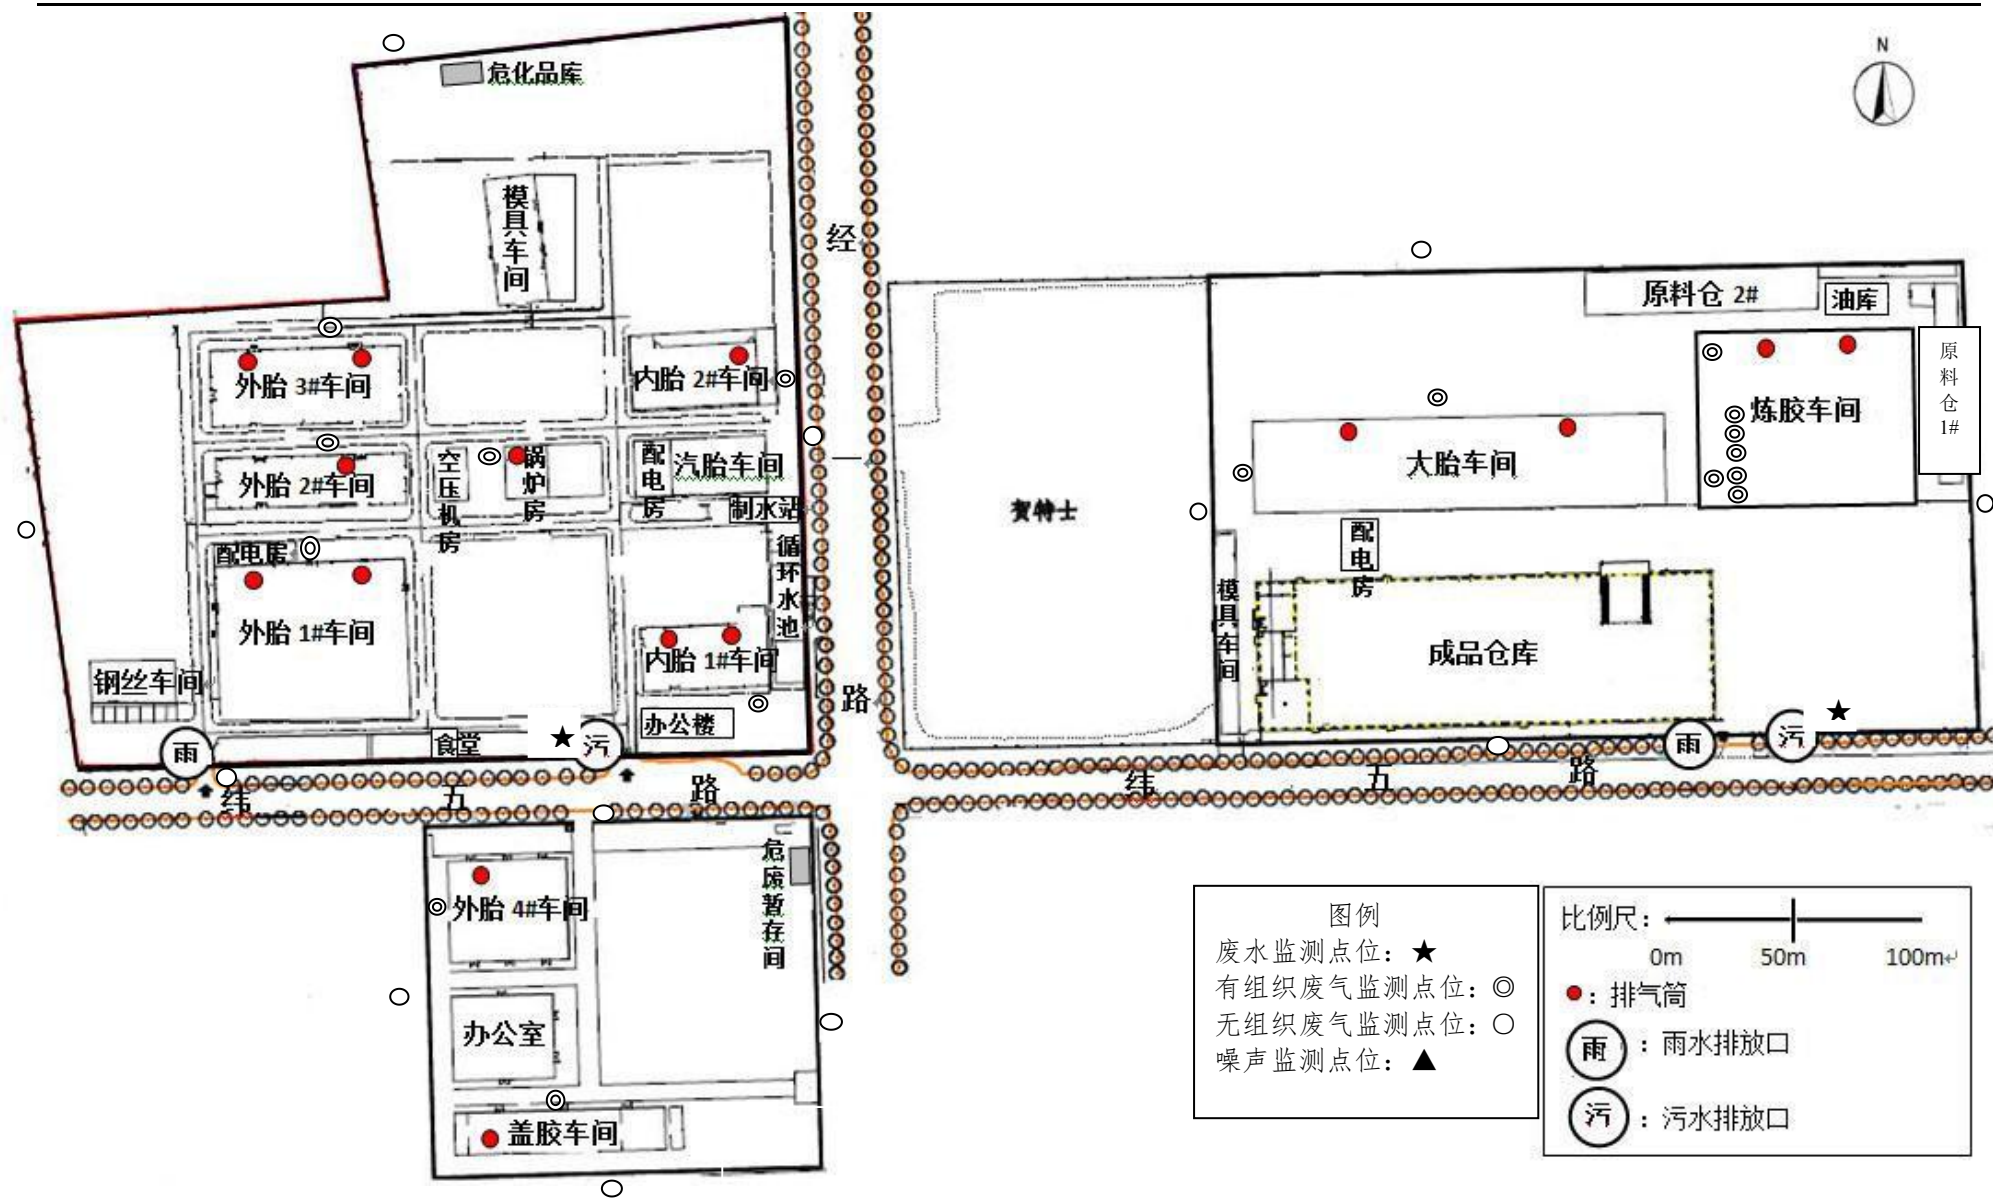 N
危化品库
模具车间
经
原料仓 2#
油库
原料仓1#
外胎 3#车间
内胎 2#车间
炼胶车间
空压机房
锅炉房
配电房
汽胎车间
一
大胎车间
外胎 2#车间
制水站
贺特士
配电房
循环水池
配电房
外胎 1#车间
模具车间
成品仓库
内胎 1#车间
钢丝车间
路
办公楼
雨
食堂
★
污
雨
污
★
纬
五
路
纬
五
路
危废暂存间
外胎 4#车间
办公室
盖胶车间
图例
废水监测点位：★
有组织废气监测点位：◎
无组织废气监测点位：○
噪声监测点位：▲
比例尺：
0m 50m 100m
：排气筒
雨：雨水排放口
污：污水排放口